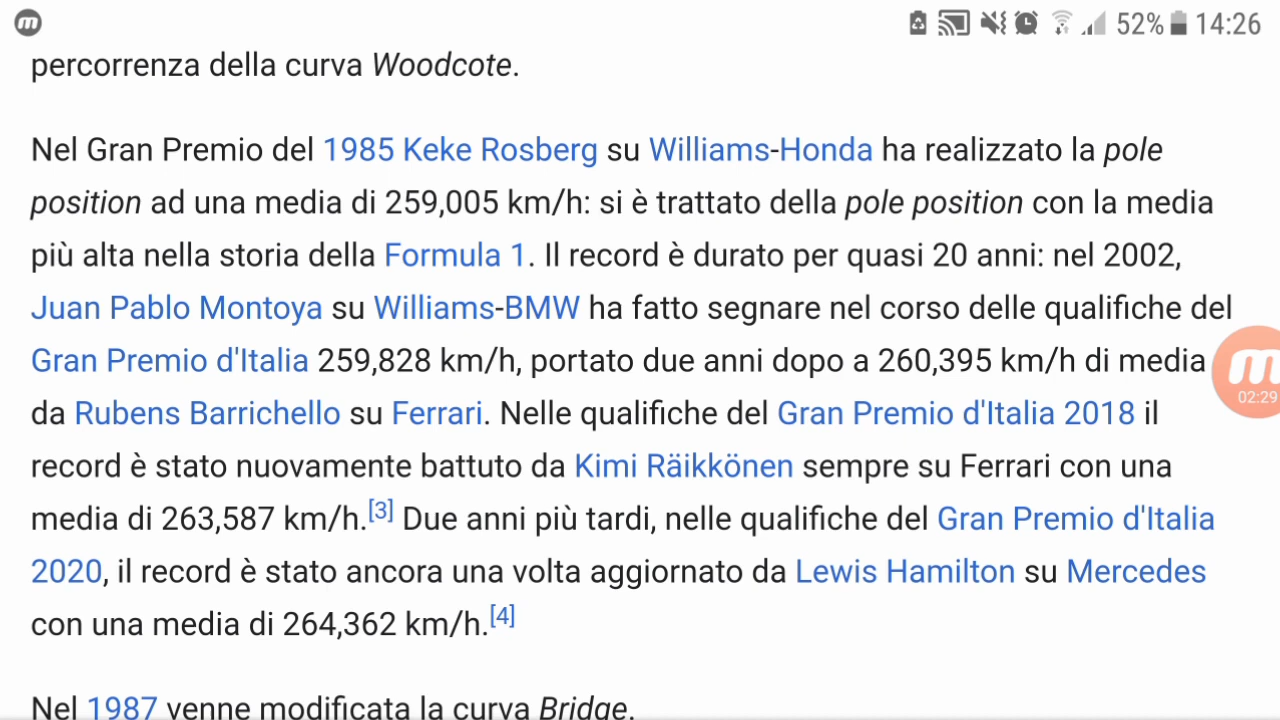 m
52% 14:26
percorrenza della curva Woodcote.
Nel Gran Premio del 1985 Keke Rosberg su Williams-Honda ha realizzato la pole
position ad una media di 259,005 km/h: si è trattato della pole position con la media
più alta nella storia della Formula 1. Il record è durato per quasi 20 anni: nel 2002,
Juan Pablo Montoya su Williams-BMW ha fatto segnare nel corso delle qualifiche del
Gran Premio d'Italia 259,828 km/h, portato due anni dopo a 260,395 km/h di media
da Rubens Barrichello su Ferrari. Nelle qualifiche del Gran Premio d'Italia 2018 il
record è stato nuovamente battuto da Kimi Räikkönen sempre su Ferrari con una
media di 263,587 km/h.[3] Due anni più tardi, nelle qualifiche del Gran Premio d'Italia
2020, il record è stato ancora una volta aggiornato da Lewis Hamilton su Mercedes
con una media di 264,362 km/h.[4]
Nel 1987 venne modificata la curva Bridge.
m
02:29